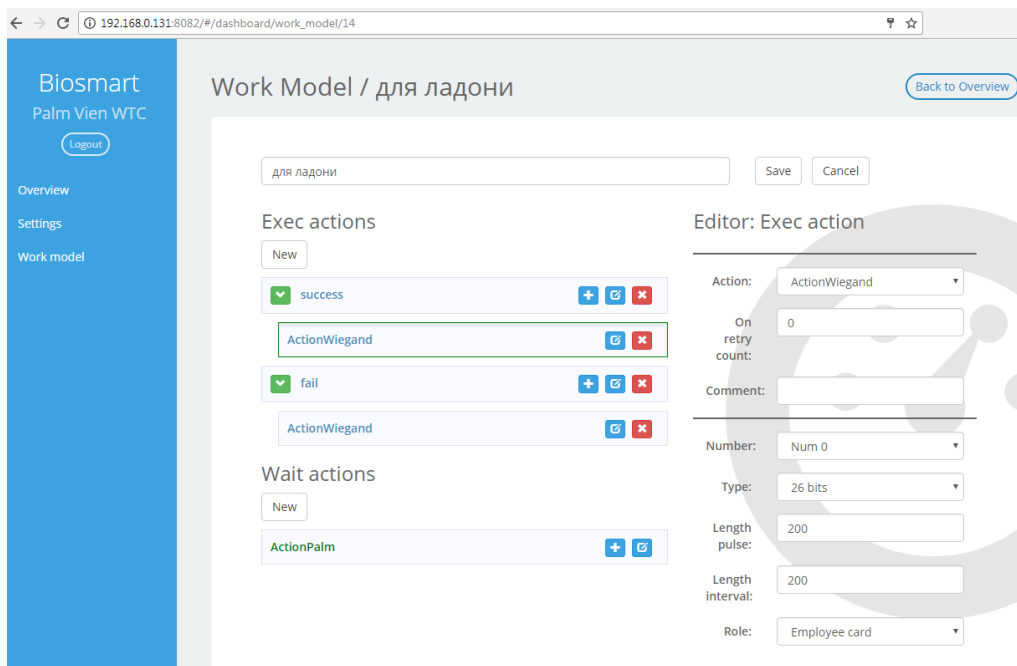 192.168.0.131:8082/#/dashboard/work_model/14
Biosmart
Palm Vien WTC
Logout
Overview
Settings
Work model
Work Model / для ладони
Back to Overview
для ладони
Save
Cancel
Exec actions
New
success
ActionWiegand
fail
ActionWiegand
Wait actions
New
ActionPalm
Editor: Exec action
Action:
ActionWiegand
On
retry
count:
0
Comment:
Number:
Num 0
Type:
26 bits
Length
pulse:
200
Length
interval:
200
Role:
Employee card